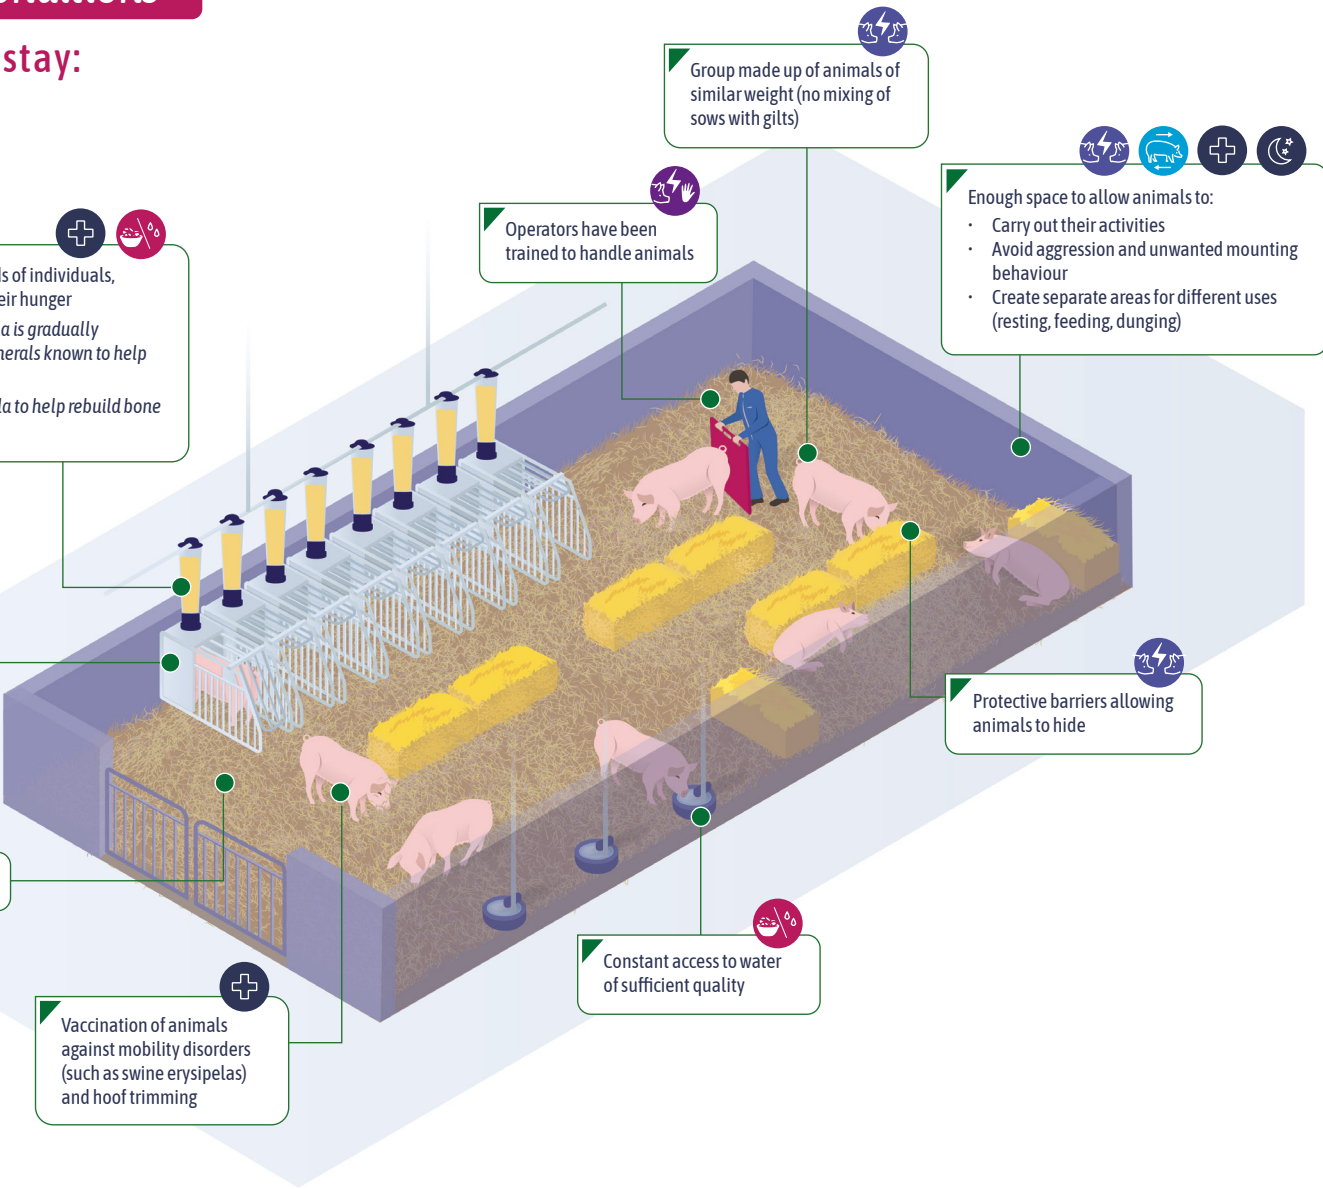 stay:
Group made up of animals of
similar weight (no mixing of
sows with gilts)
Enough space to allow animals to:
• Carry out their activities
• Avoid aggression and unwanted mounting
behaviour
• Create separate areas for different uses
(resting, feeding, dunging)
Operators have been
trained to handle animals
of individuals,
hunger
is gradually
known to help
to help rebuild bone
Protective barriers allowing
animals to hide
Constant access to water
of sufficient quality
Vaccination of animals
against mobility disorders
(such as swine erysipelas)
and hoof trimming